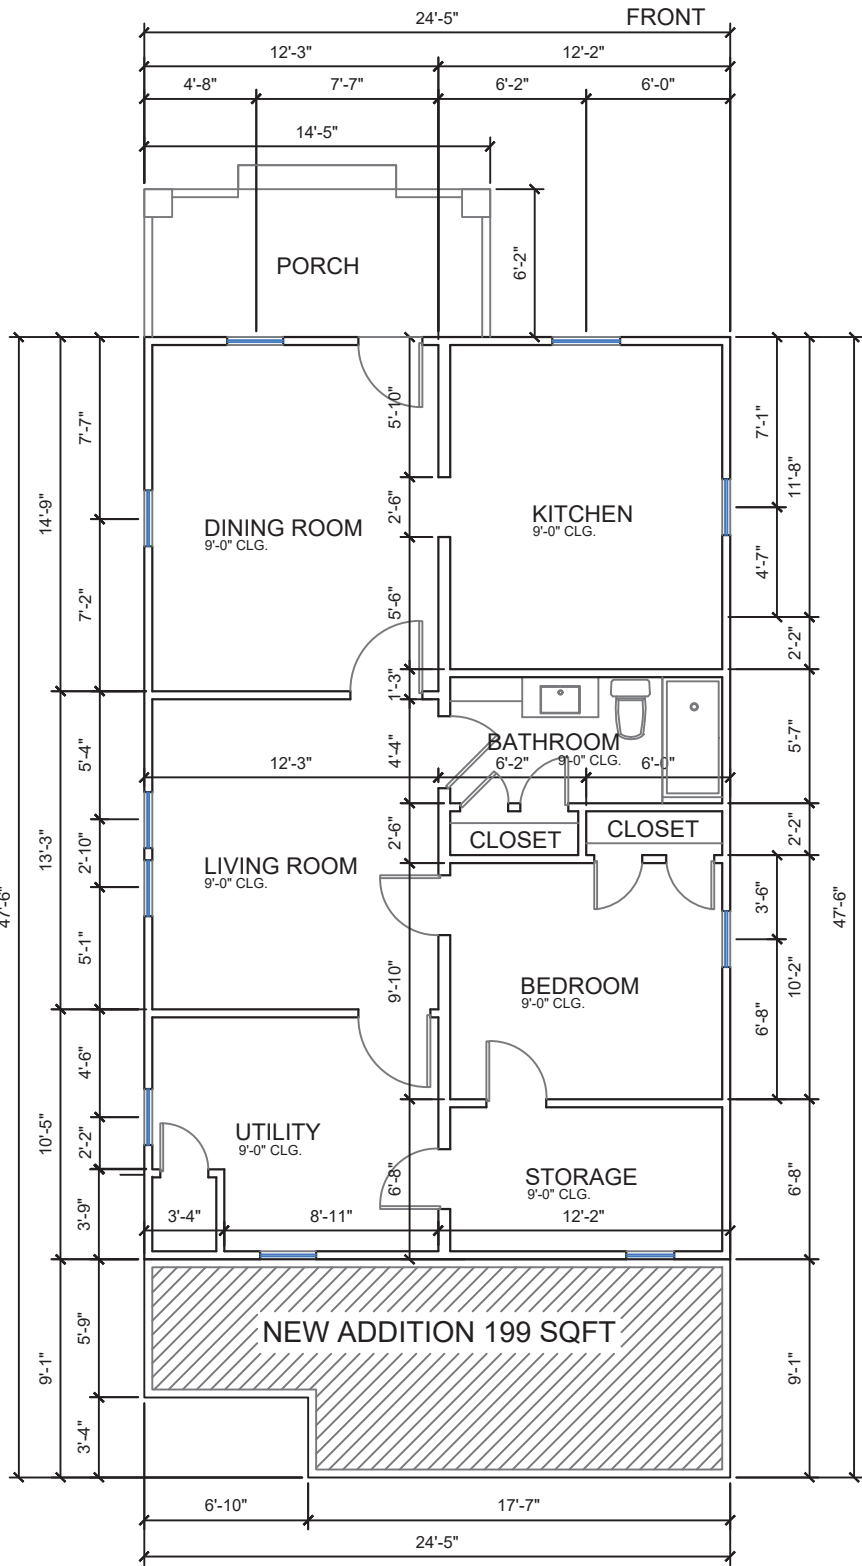 24'-5"
FRONT
12'-3"
12'-2"
4'-8"
7'-7"
6'-2"
6'-0"
14'-5"
PORCH
6'-2"
7'-7"
5'-10"
7'-1"
11'-8"
14'-9"
2'-6"
DINING ROOM
9'-0" CLG.
KITCHEN
9'-0" CLG.
4'-7"
7'-2"
5'-6"
2'-2"
1'-3"
5'-4"
12'-3"
4'-4"
BATHROOM
9'-0" CLG.
6'-2"
6'-0"
5'-7"
13'-3"
2'-10"
2'-6"
CLOSET
CLOSET
2'-2"
LIVING ROOM
9'-0" CLG.
47'-6"
3'-6"
47'-6"
5'-1"
9'-10"
BEDROOM
9'-0" CLG.
10'-2"
6'-8"
4'-6"
10'-5"
2'-2"
UTILITY
9'-0" CLG.
6'-8"
STORAGE
9'-0" CLG.
6'-8"
3'-9"
3'-4"
8'-11"
12'-2"
5'-9"
NEW ADDITION 199 SQFT
9'-1"
9'-1"
3'-4"
6'-10"
17'-7"
24'-5"